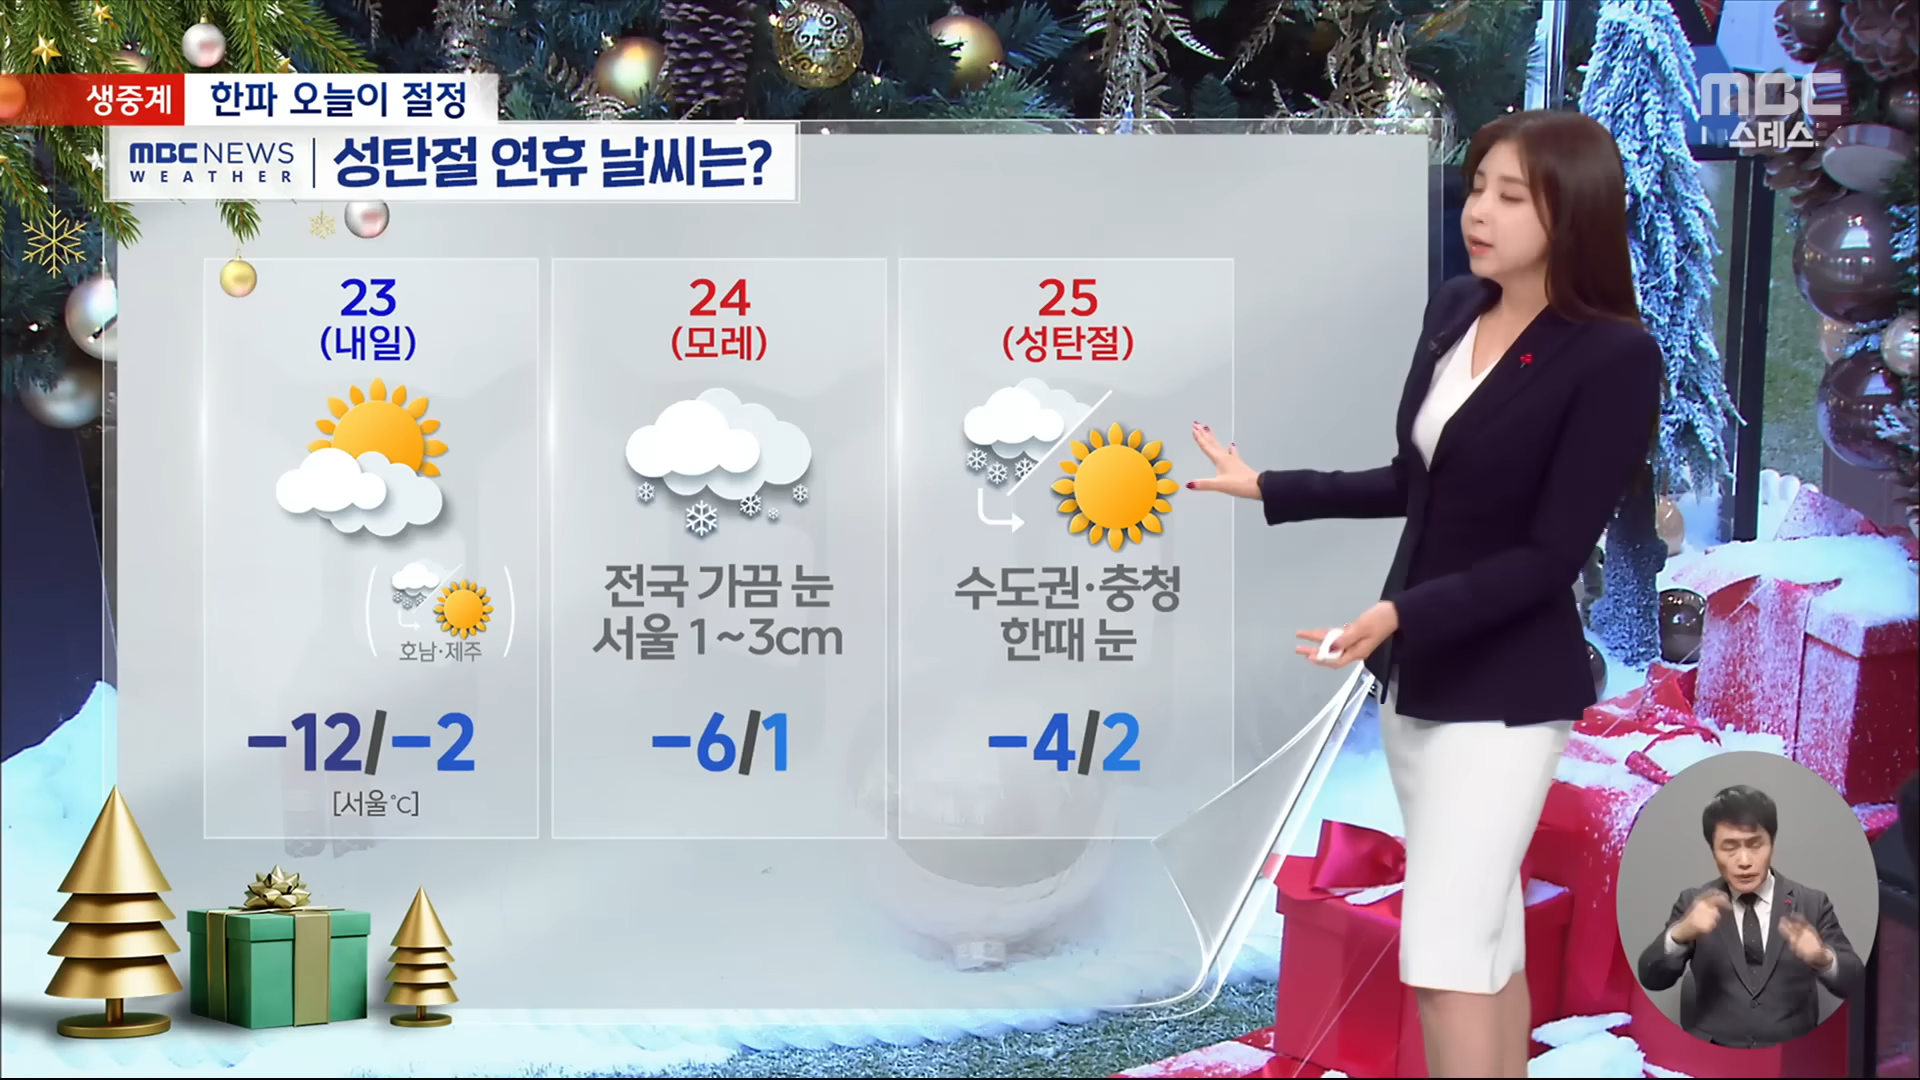 생중계 한파 오늘이 절정
MBC NEWS WEATHER 성탄절 연휴 날씨는?
MBC
뉴스데스크
23
(내일)
호남·제주
-12/-2
[서울℃]
24
(모레)
전국 가끔 눈
서울 1~3cm
-6/1
25
(성탄절)
수도권·충청
한때 눈
-4/2